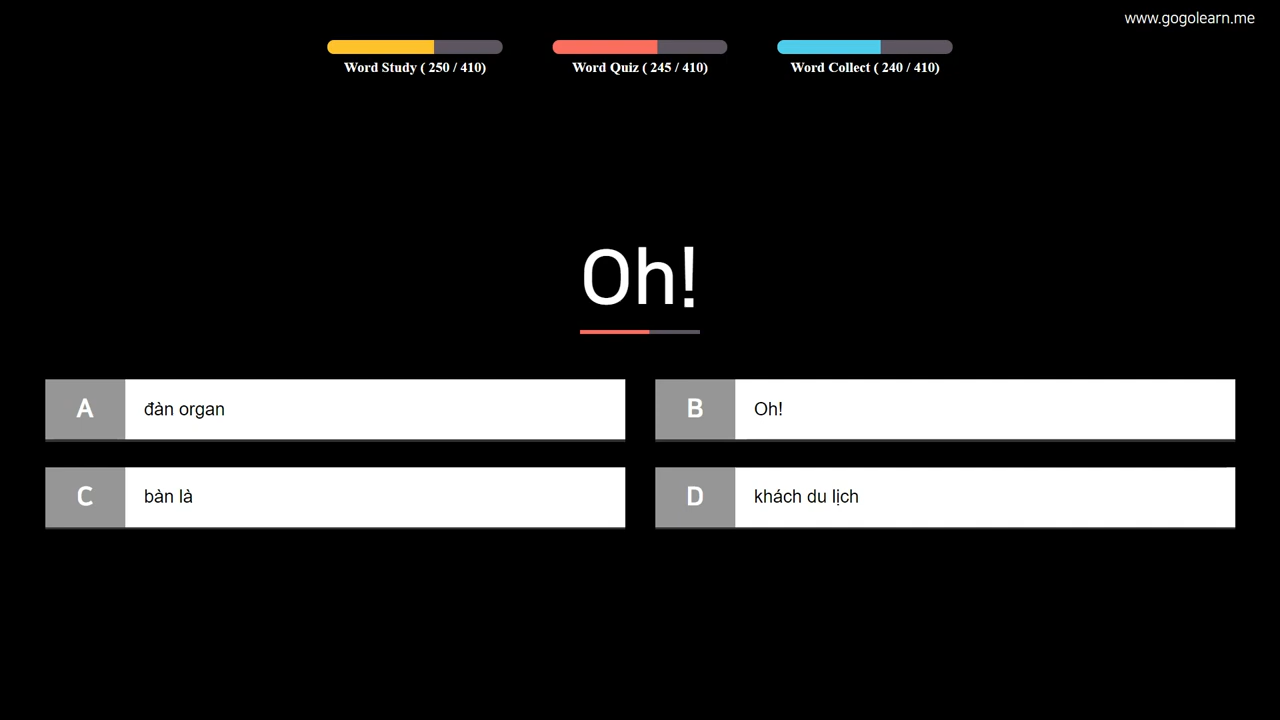 www.gogolearn.me
Word Study ( 250 / 410)
Word Quiz ( 245 / 410)
Word Collect ( 240 / 410)
Oh!
A đàn organ
B Oh!
C bàn là
D khách du lịch